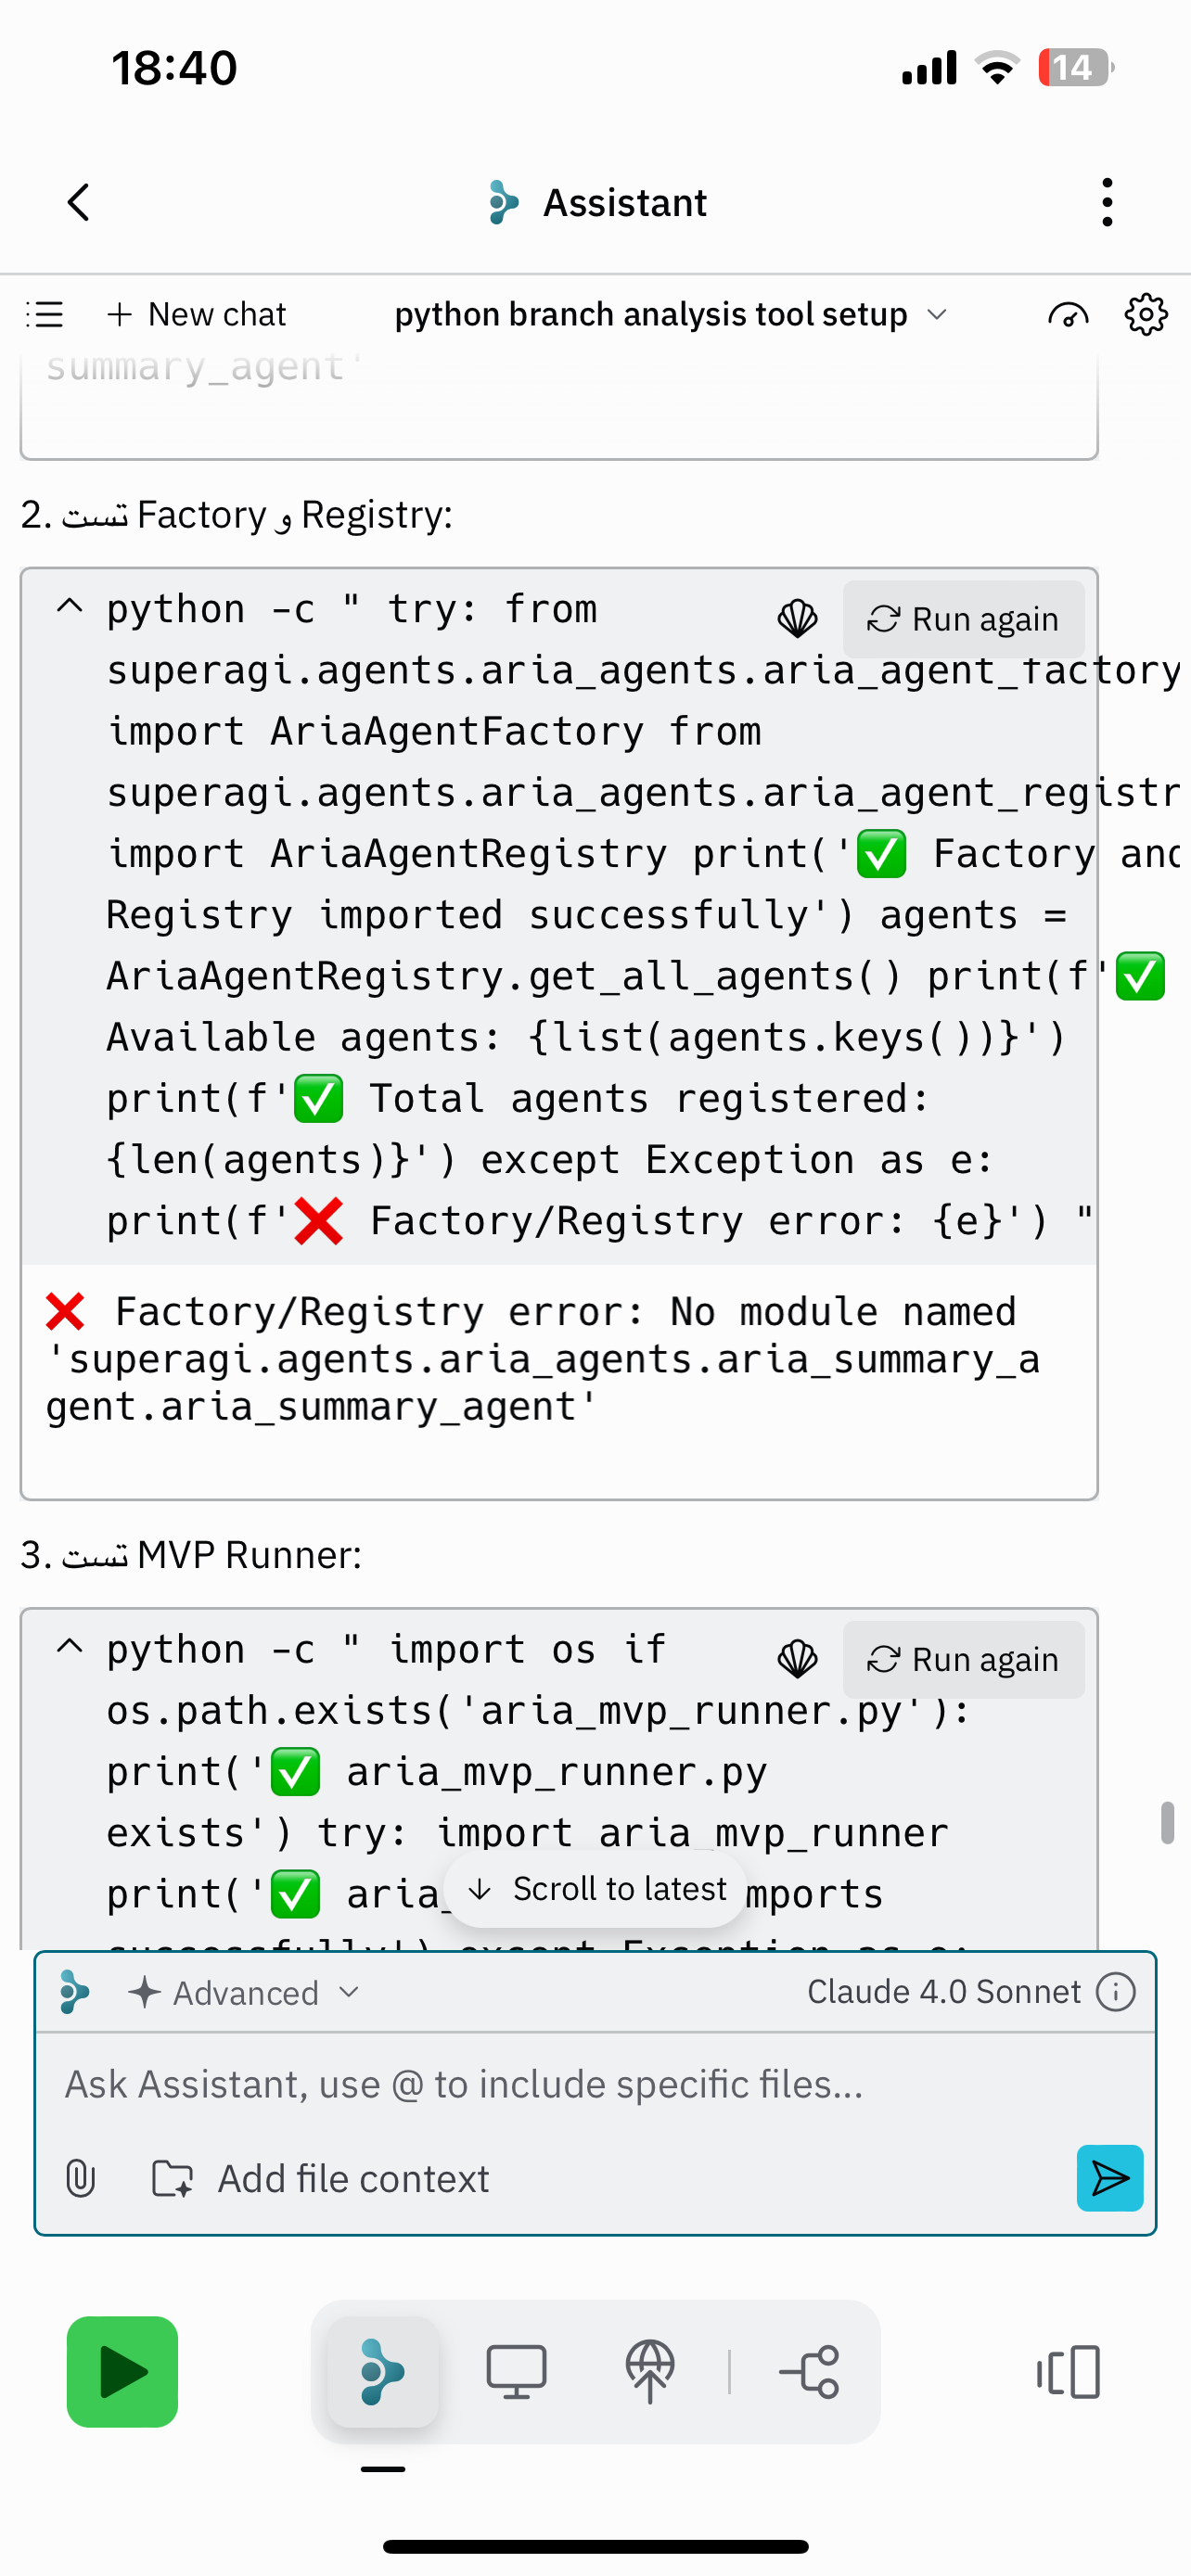 18:40
14
Assistant
New chat
python branch analysis tool setup
summary_agent'
2. تست Factory و Registry:
python -c " try: from
Run again
superagi.agents.aria_agents.aria_agent_factory
import AriaAgentFactory from
superagi.agents.aria_agents.aria_agent_registr
import AriaAgentRegistry print('✅ Factory and
Registry imported successfully') agents =
AriaAgentRegistry.get_all_agents() print(f'✅
Available agents: {list(agents.keys())}')
print(f'✅ Total agents registered:
{len(agents)}') except Exception as e:
print(f'❌ Factory/Registry error: {e}') "
❌ Factory/Registry error: No module named
'superagi.agents.aria_agents.aria_summary_a
gent.aria_summary_agent'
3. تست MVP Runner:
python -c " import os if
Run again
os.path.exists('aria_mvp_runner.py'):
print('✅ aria_mvp_runner.py
exists') try: import aria_mvp_runner
print('✅ aria_ mports
Scroll to latest
successfully') except Exception as e:
Advanced
Claude 4.0 Sonnet
Ask Assistant, use @ to include specific files...
Add file context